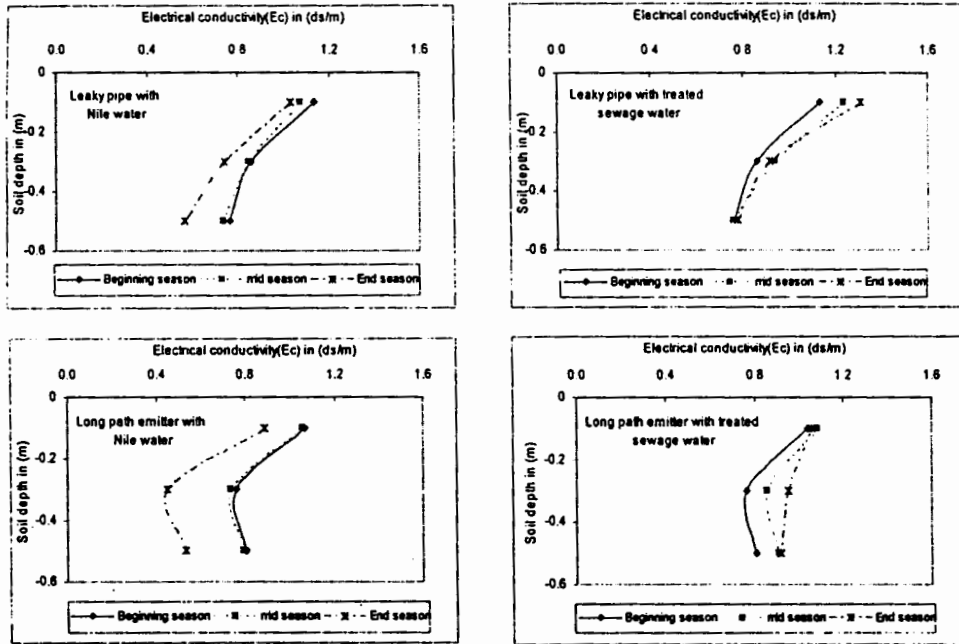 Electrical conductivity(Ec) in (ds/m)
0.0 0.4 0.8 1.2 1.6
0
-0.2
-0.4
-0.6
Soil depth in (m)
Leaky pipe with
Nile water
Beginning season mid season End season
Electrical conductivity(Ec) in (ds/m)
0.0 0.4 0.8 1.2 1.6
0
-0.2
-0.4
-0.6
Soil depth in (m)
Leaky pipe with treated
sewage water
Beginning season mid season End season
Electrical conductivity(Ec) in (ds/m)
0.0 0.4 0.8 1.2 1.6
0
-0.2
-0.4
-0.6
Soil depth in (m)
Long path emitter with
Nile water
Beginning season mid season End season
Electrical conductivity(Ec) in (ds/m)
0.0 0.4 0.8 1.2 1.6
0
-0.2
-0.4
-0.6
Soil depth in (m)
Long path emitter with treated
sewage water
Beginning season mid season End season